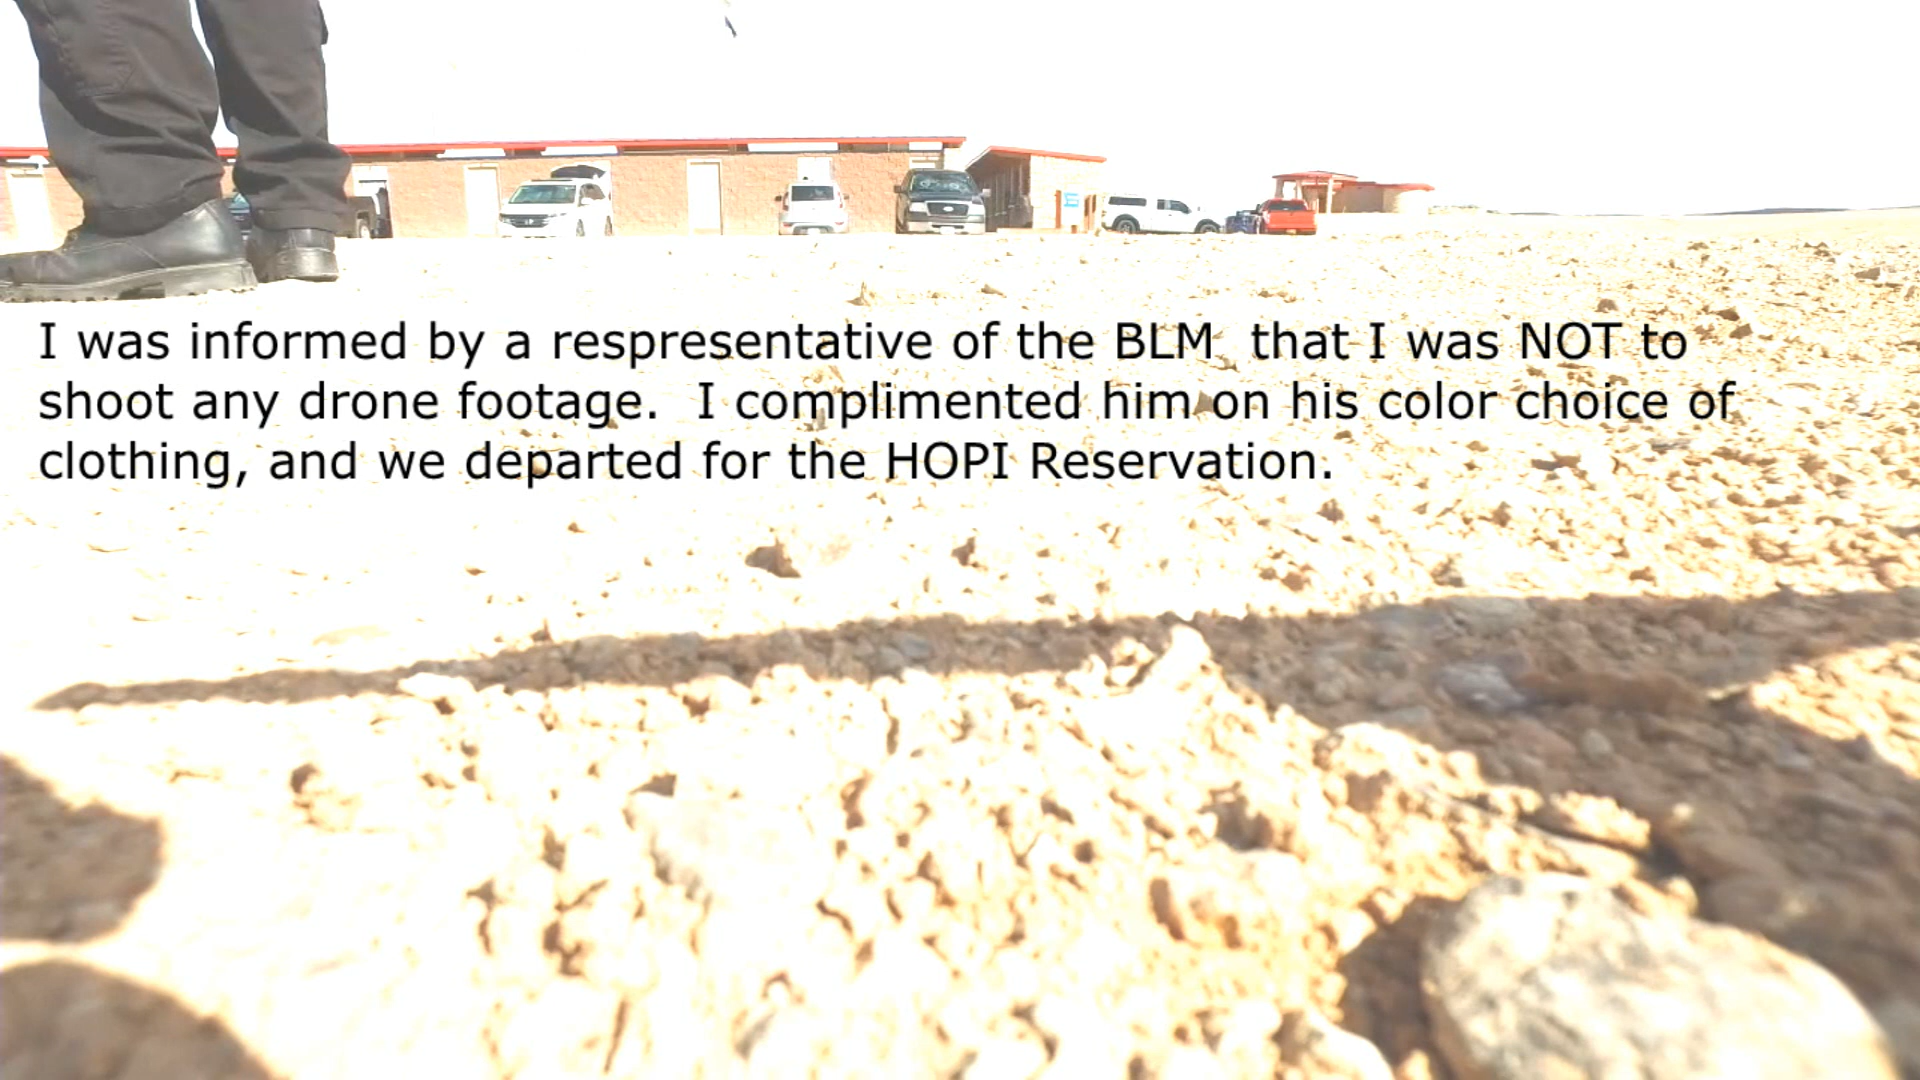 I was informed by a respresentative of the BLM  that I was NOT to
shoot any drone footage.  I complimented him on his color choice of
clothing, and we departed for the HOPI Reservation.